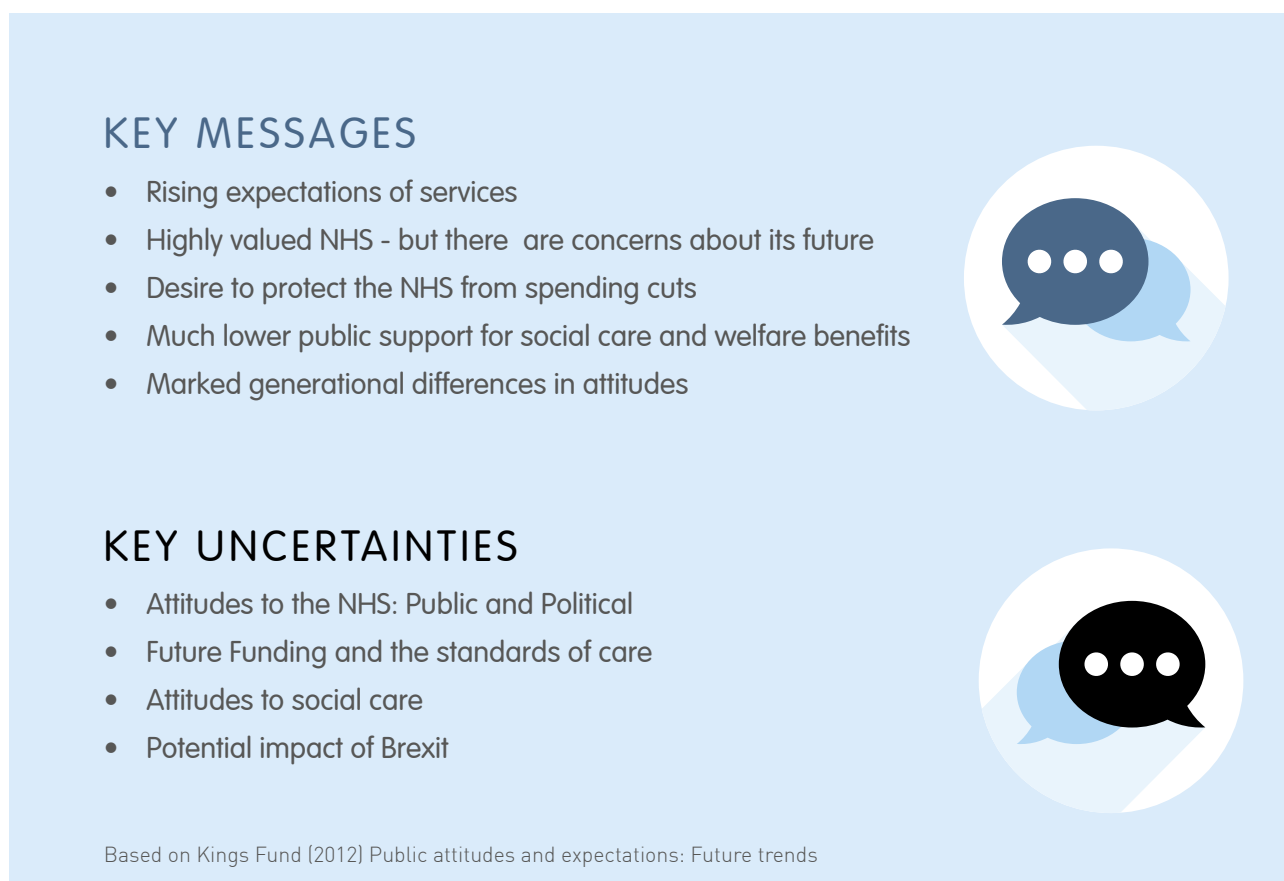 KEY MESSAGES
• Rising expectations of services
• Highly valued NHS - but there  are concerns about its future
• Desire to protect the NHS from spending cuts
• Much lower public support for social care and welfare benefits
• Marked generational differences in attitudes
KEY UNCERTAINTIES
• Attitudes to the NHS: Public and Political
• Future Funding and the standards of care
• Attitudes to social care
• Potential impact of Brexit
Based on Kings Fund (2012) Public attitudes and expectations: Future trends